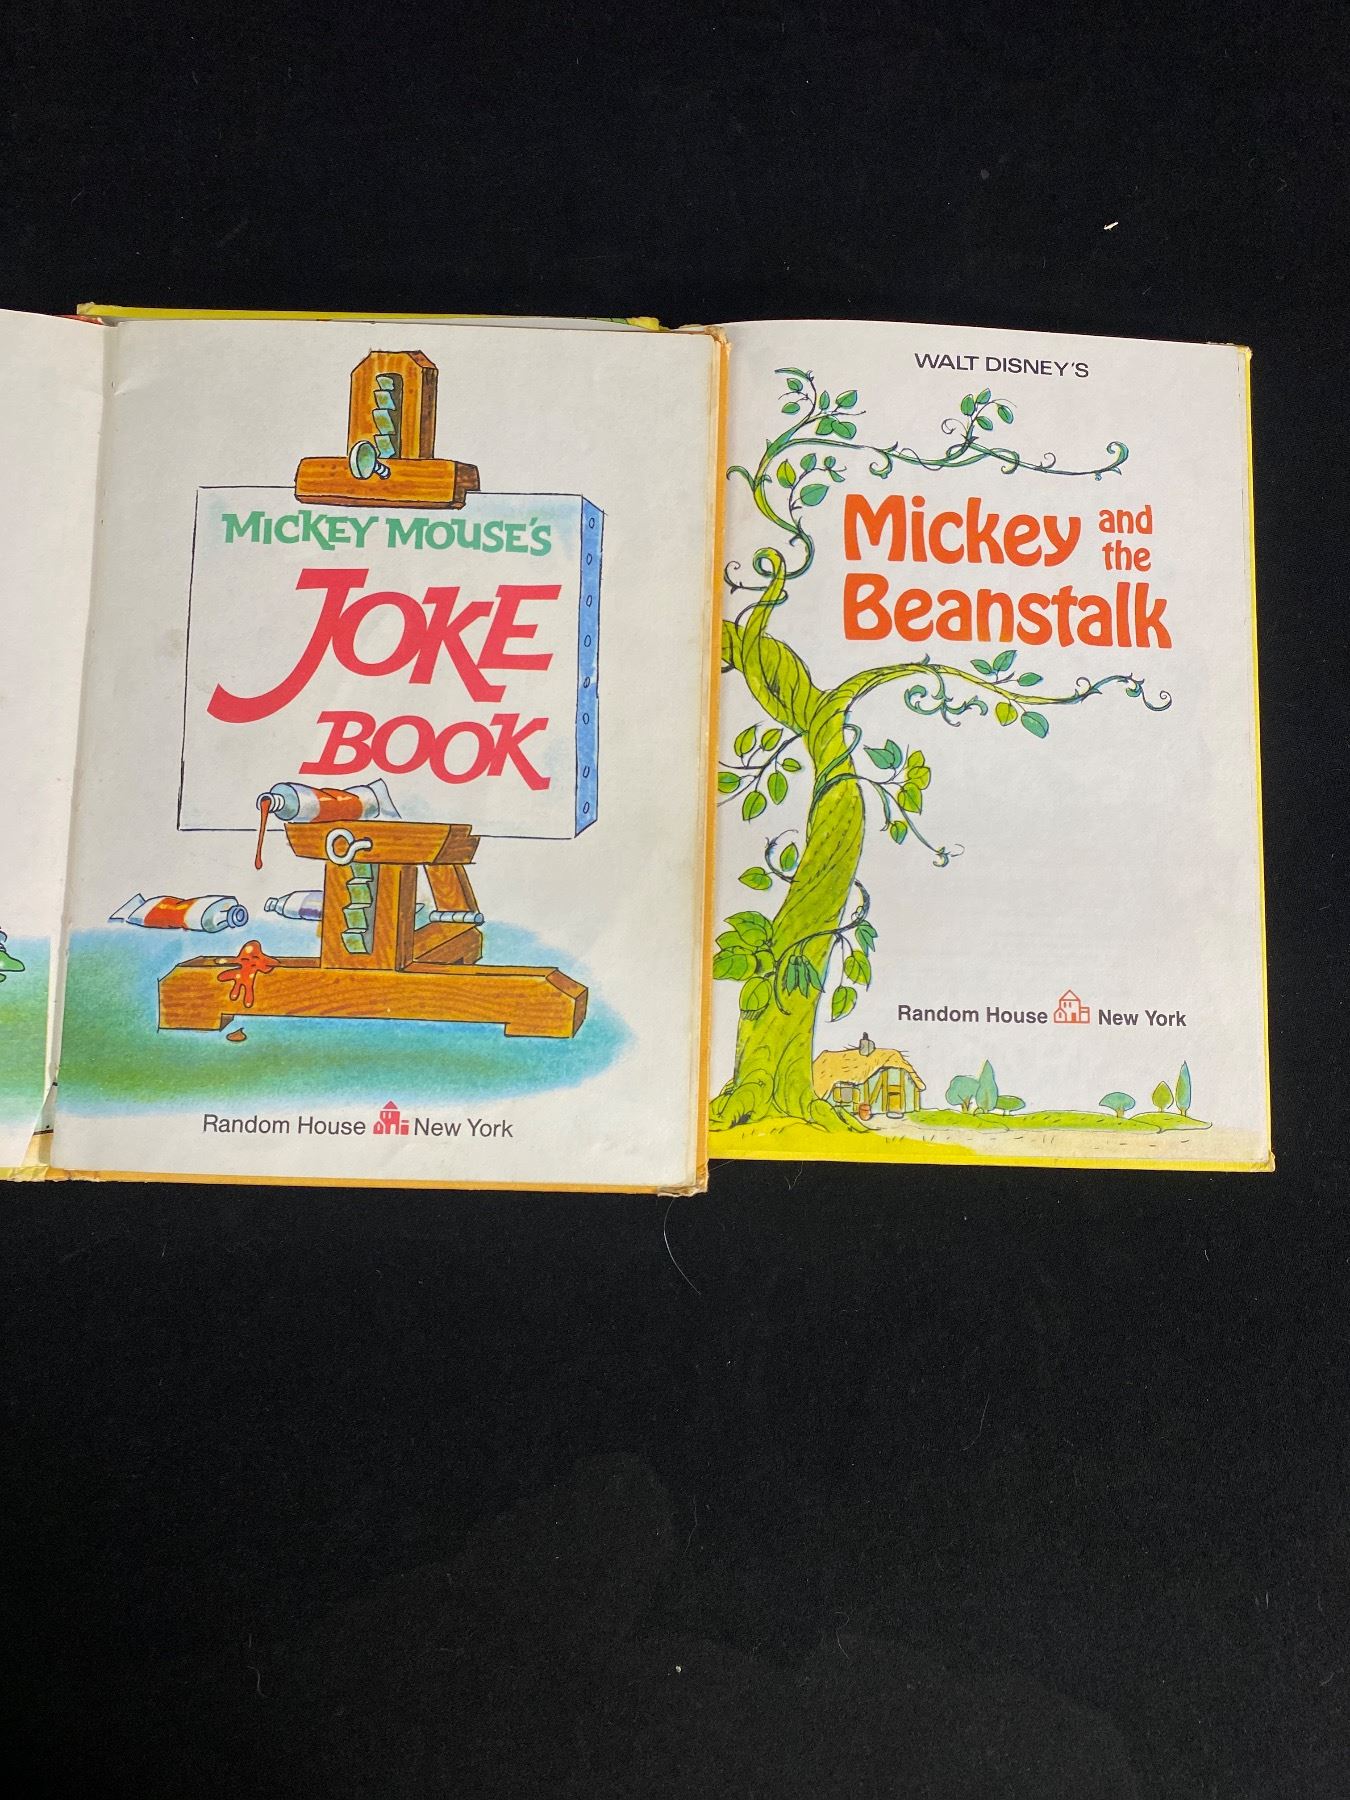 MICKEY MOUSE'S
JOKE
BOOK
Random House New York
WALT DISNEY'S
Mickey and
the
Beanstalk
Random House New York